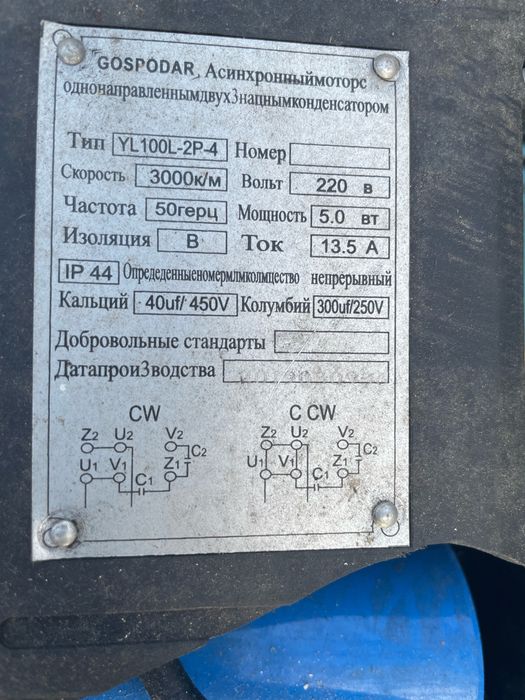 GOSPODAR, Асинхронныймоторс
однонаправленнымдвухЗнацнымконденсатором
Тип YL100L-2P-4 Номер
Скорость 3000к/м Вольт 220 в
Частота 50герц Мощность 5.0 вт
Изоляция B Ток 13.5 А
IP 44 Опредеденныеномермлмколмцество непрерывный
Кальций 40uf/ 450V Колумбий 300uf/250V
Добровольные стандарты
ДатапроиЗводства
CW C CW
Z2 U2 V2 Z2 U2 V2
U1 V1 C1 Z1 C2 U1 V1 C1 Z1 C2